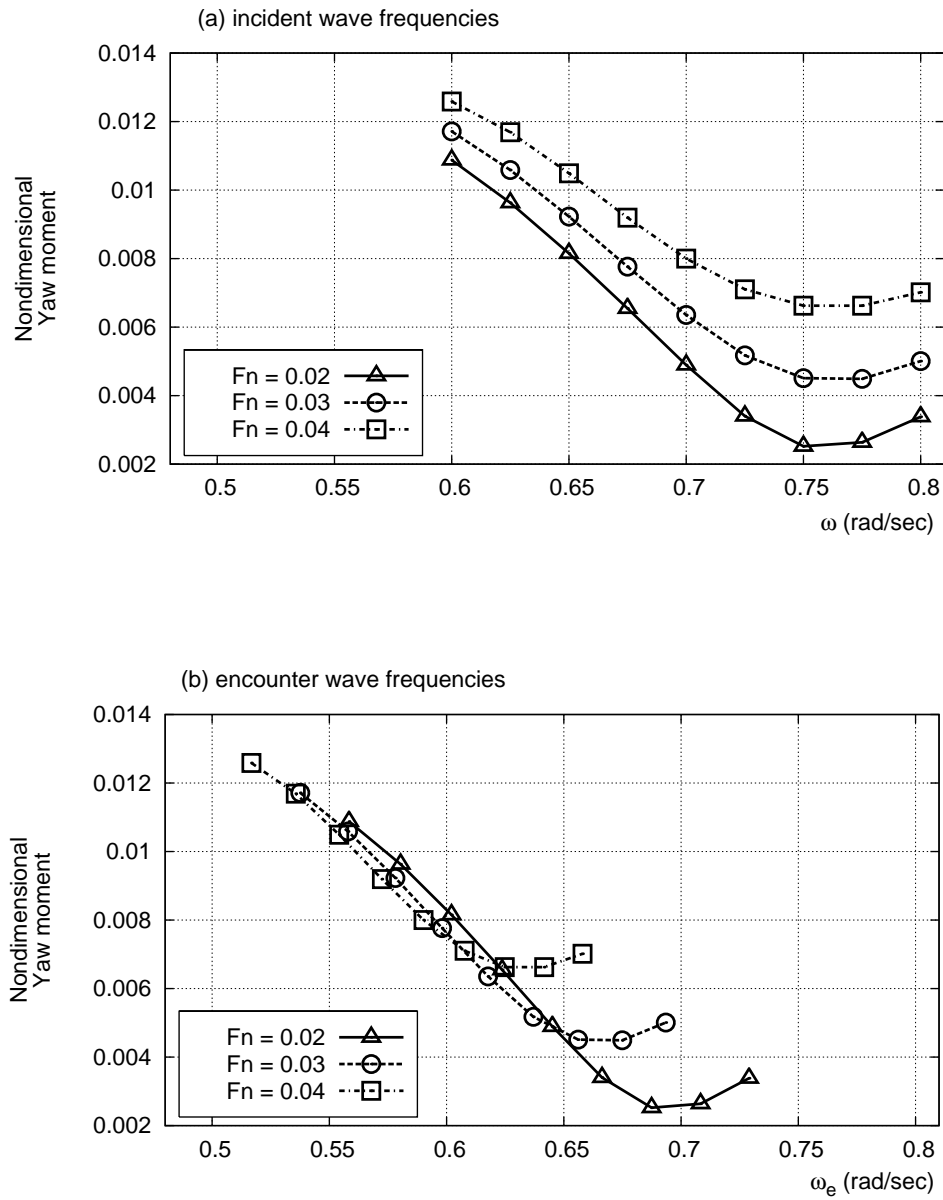 (a) incident wave frequencies
0.014
0.012
0.01
0.008
0.006
0.004
0.002
Nondimensional
Yaw moment
Fn = 0.02
Fn = 0.03
Fn = 0.04
0.5 0.55 0.6 0.65 0.7 0.75 0.8
ω (rad/sec)
(b) encounter wave frequencies
0.014
0.012
0.01
0.008
0.006
0.004
0.002
Nondimensional
Yaw moment
Fn = 0.02
Fn = 0.03
Fn = 0.04
0.5 0.55 0.6 0.65 0.7 0.75 0.8
ωe (rad/sec)